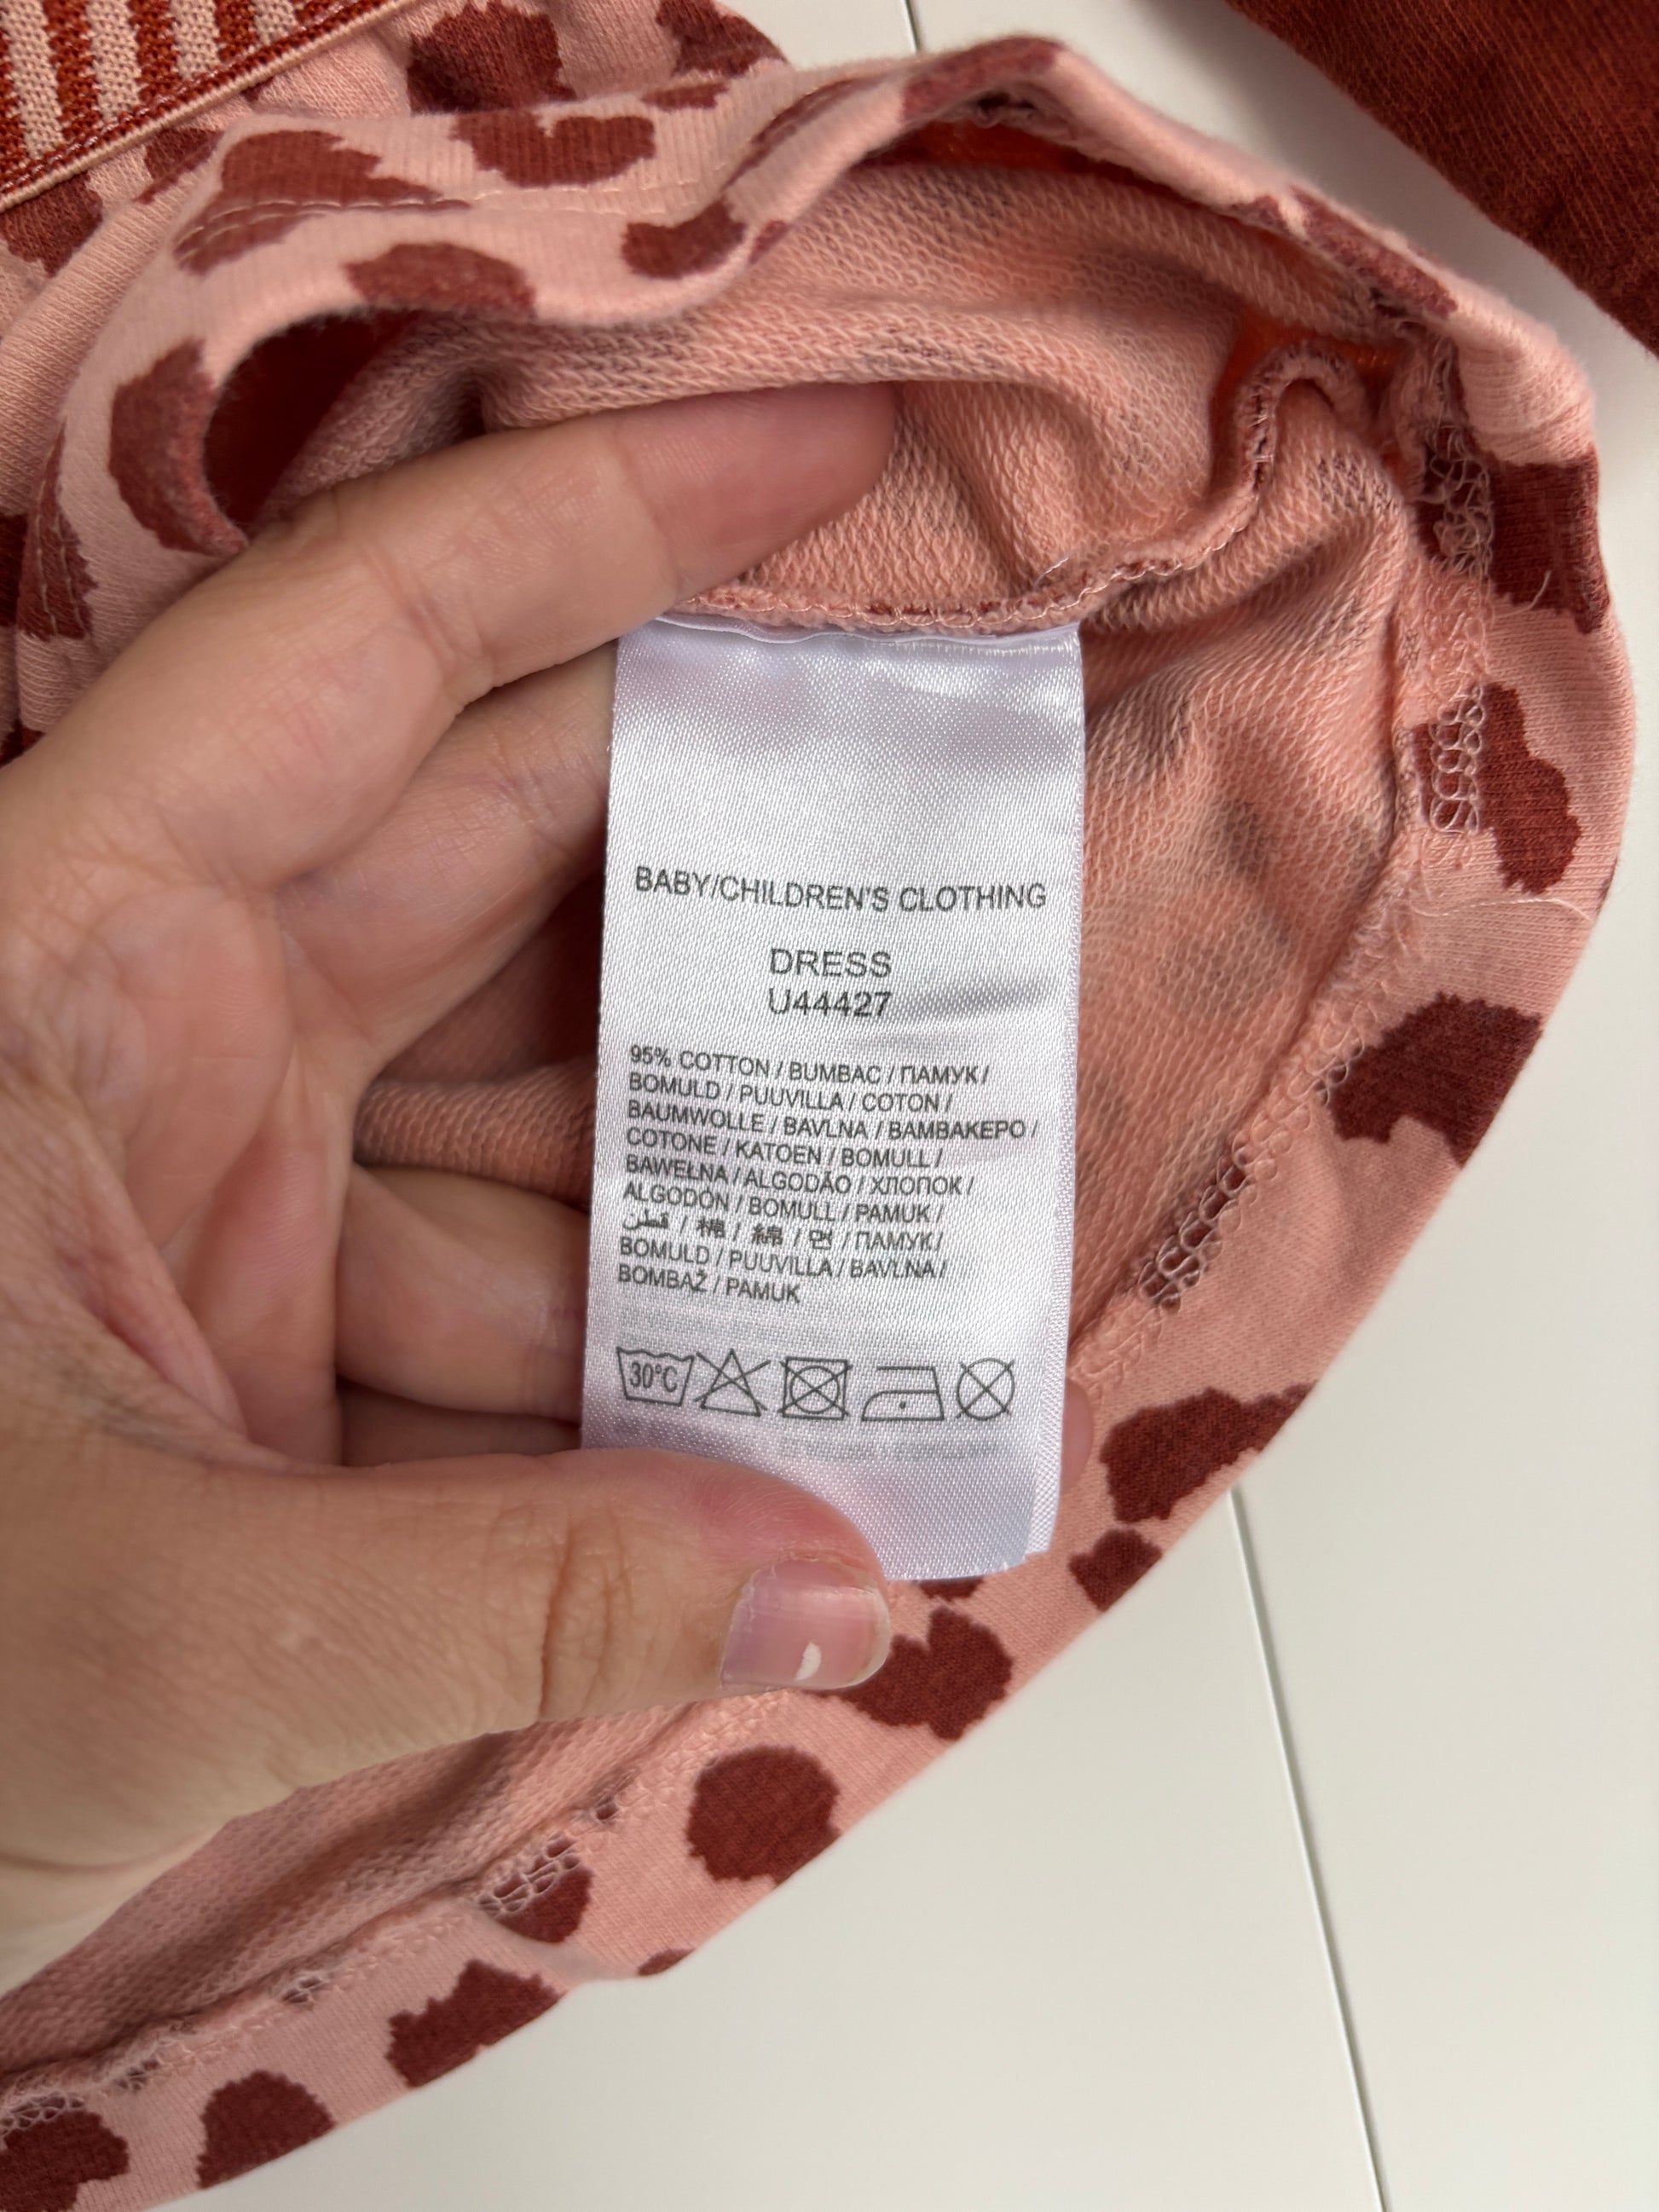 BABY/CHILDREN'S CLOTHING
DRESS
U44427
95% COTTON / BUMBAC / ПАМУК /
BOMULD / PUUVILLA / COTON /
BAUMWOLLE / BAVLNA / ΒΑΜΒΑΚΕΡΟ /
COTONE / KATOEN / BOMULL /
BAWEŁNA / ALGODÃO / ХЛОПОК /
ALGODÓN / BOMULL / PAMUK /
قطن / 棉 / 綿 / 면 / ПАМУК /
BOMULD / PUUVILLA / BAVLNA /
BOMBAŽ / PAMUK
30°C